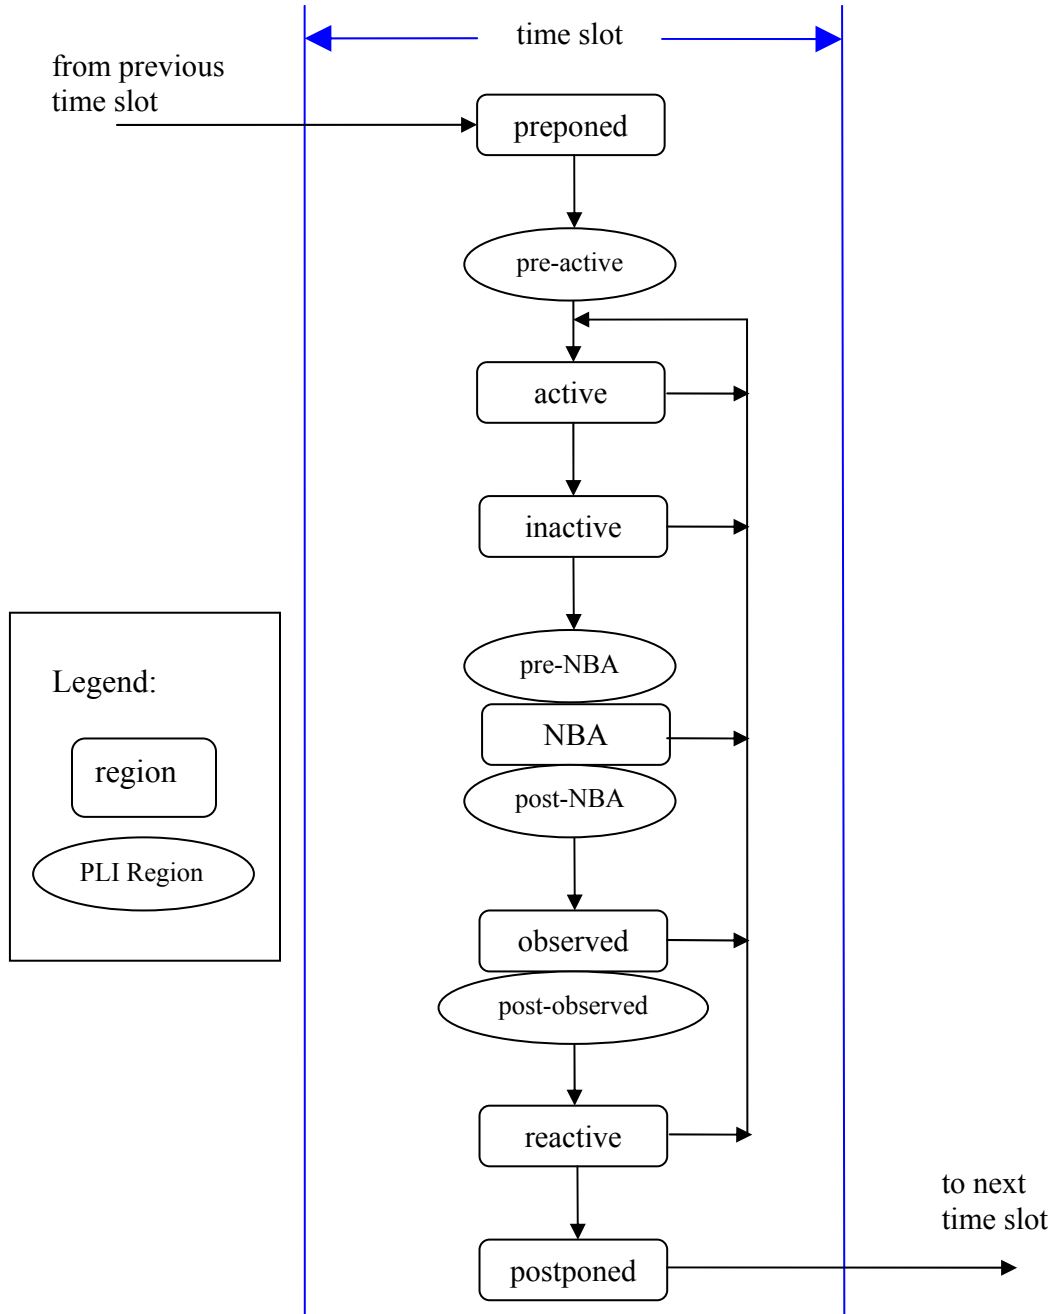 time slot
from previous
time slot
preponed
pre-active
active
inactive
pre-NBA
Legend:
NBA
region
post-NBA
PLI Region
observed
post-observed
reactive
to next
time slot
postponed